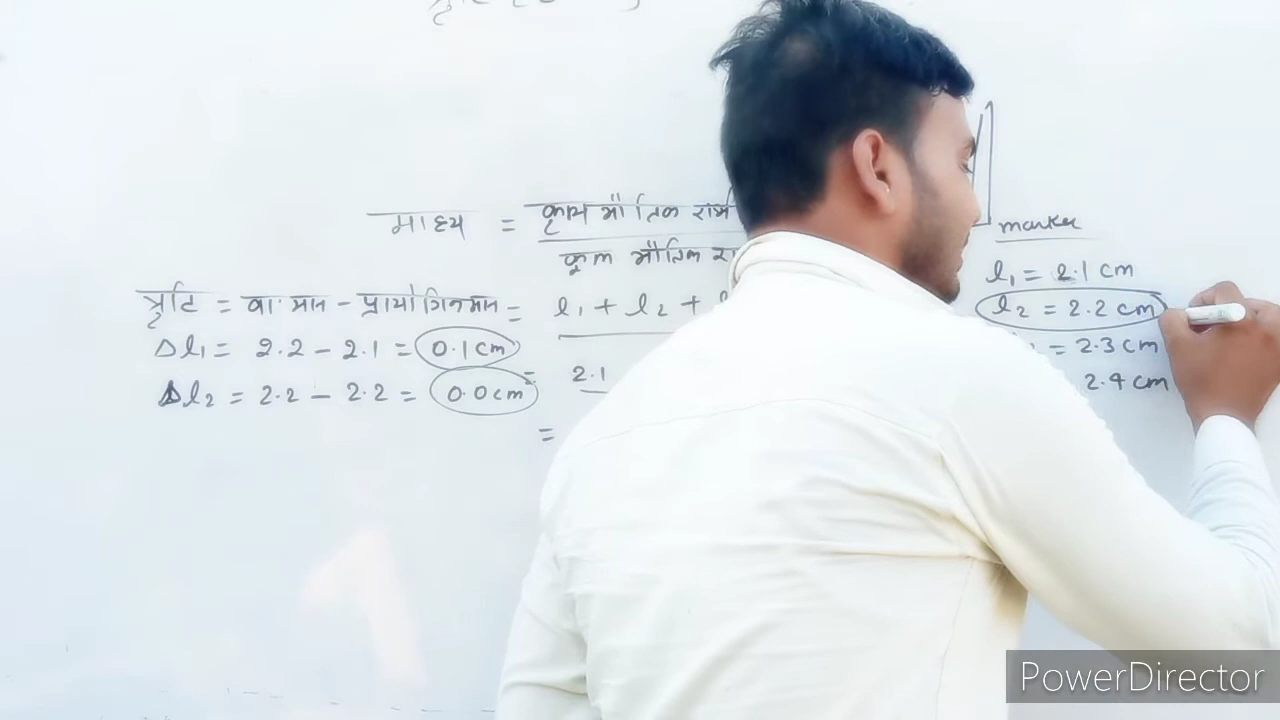 माध्य =
भौतिक
भौतिक
marker
l₁ = 2.1 cm
l₂ = 2.2 cm
= 2.3 cm
2.4 cm
त्रुटि = वा. मान - प्रायोगिकमान = l₁ + l₂ +
Δl₁ = 2.2 - 2.1 = 0.1 cm
Δl₂ = 2.2 - 2.2 = 0.0 cm
= 2.1
=
PowerDirector